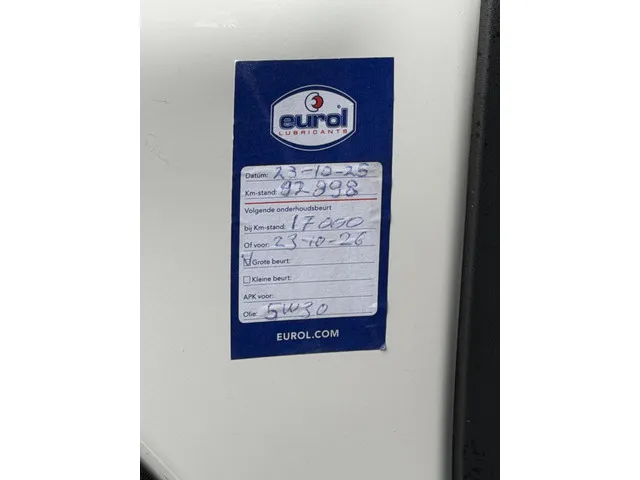 eurol
LUBRICANTS
Datum: 23-10-25
Km-stand: 92898
Volgende onderhoudsbeurt
bij Km-stand: 17000
Of voor: 23-10-26
Grote beurt:
Kleine beurt:
APK voor:
Olie: 5W30
EUROL.COM